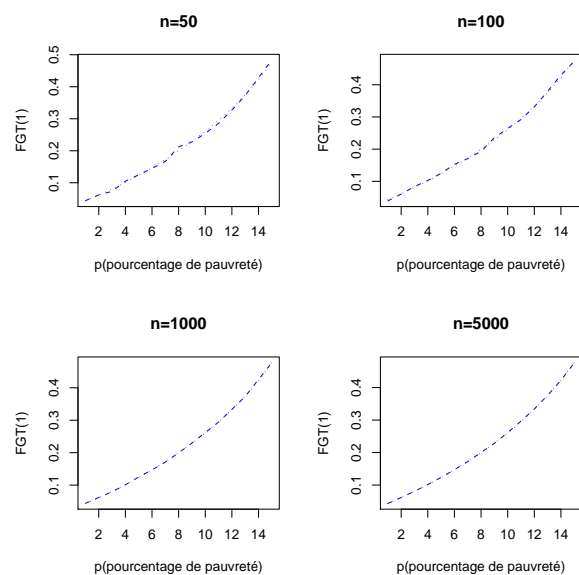 n=50
FGT(1)
0.1 0.2 0.3 0.4 0.5
2 4 6 8 10 12 14
p(pourcentage de pauvreté)
n=100
FGT(1)
0.1 0.2 0.3 0.4
2 4 6 8 10 12 14
p(pourcentage de pauvreté)
n=1000
FGT(1)
0.1 0.2 0.3 0.4
2 4 6 8 10 12 14
p(pourcentage de pauvreté)
n=5000
FGT(1)
0.1 0.2 0.3 0.4
2 4 6 8 10 12 14
p(pourcentage de pauvreté)